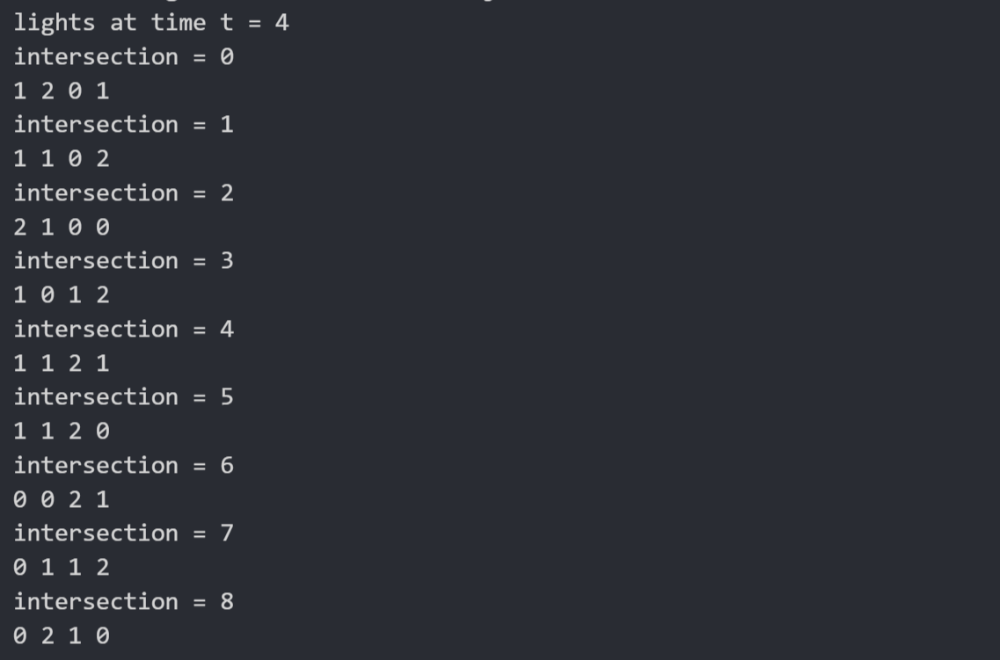 lights at time t = 4
intersection = 0
1 2 0 1
intersection = 1
1 1 0 2
intersection = 2
2 1 0 0
intersection = 3
1 0 1 2
intersection = 4
1 1 2 1
intersection = 5
1 1 2 0
intersection = 6
0 0 2 1
intersection = 7
0 1 1 2
intersection = 8
0 2 1 0